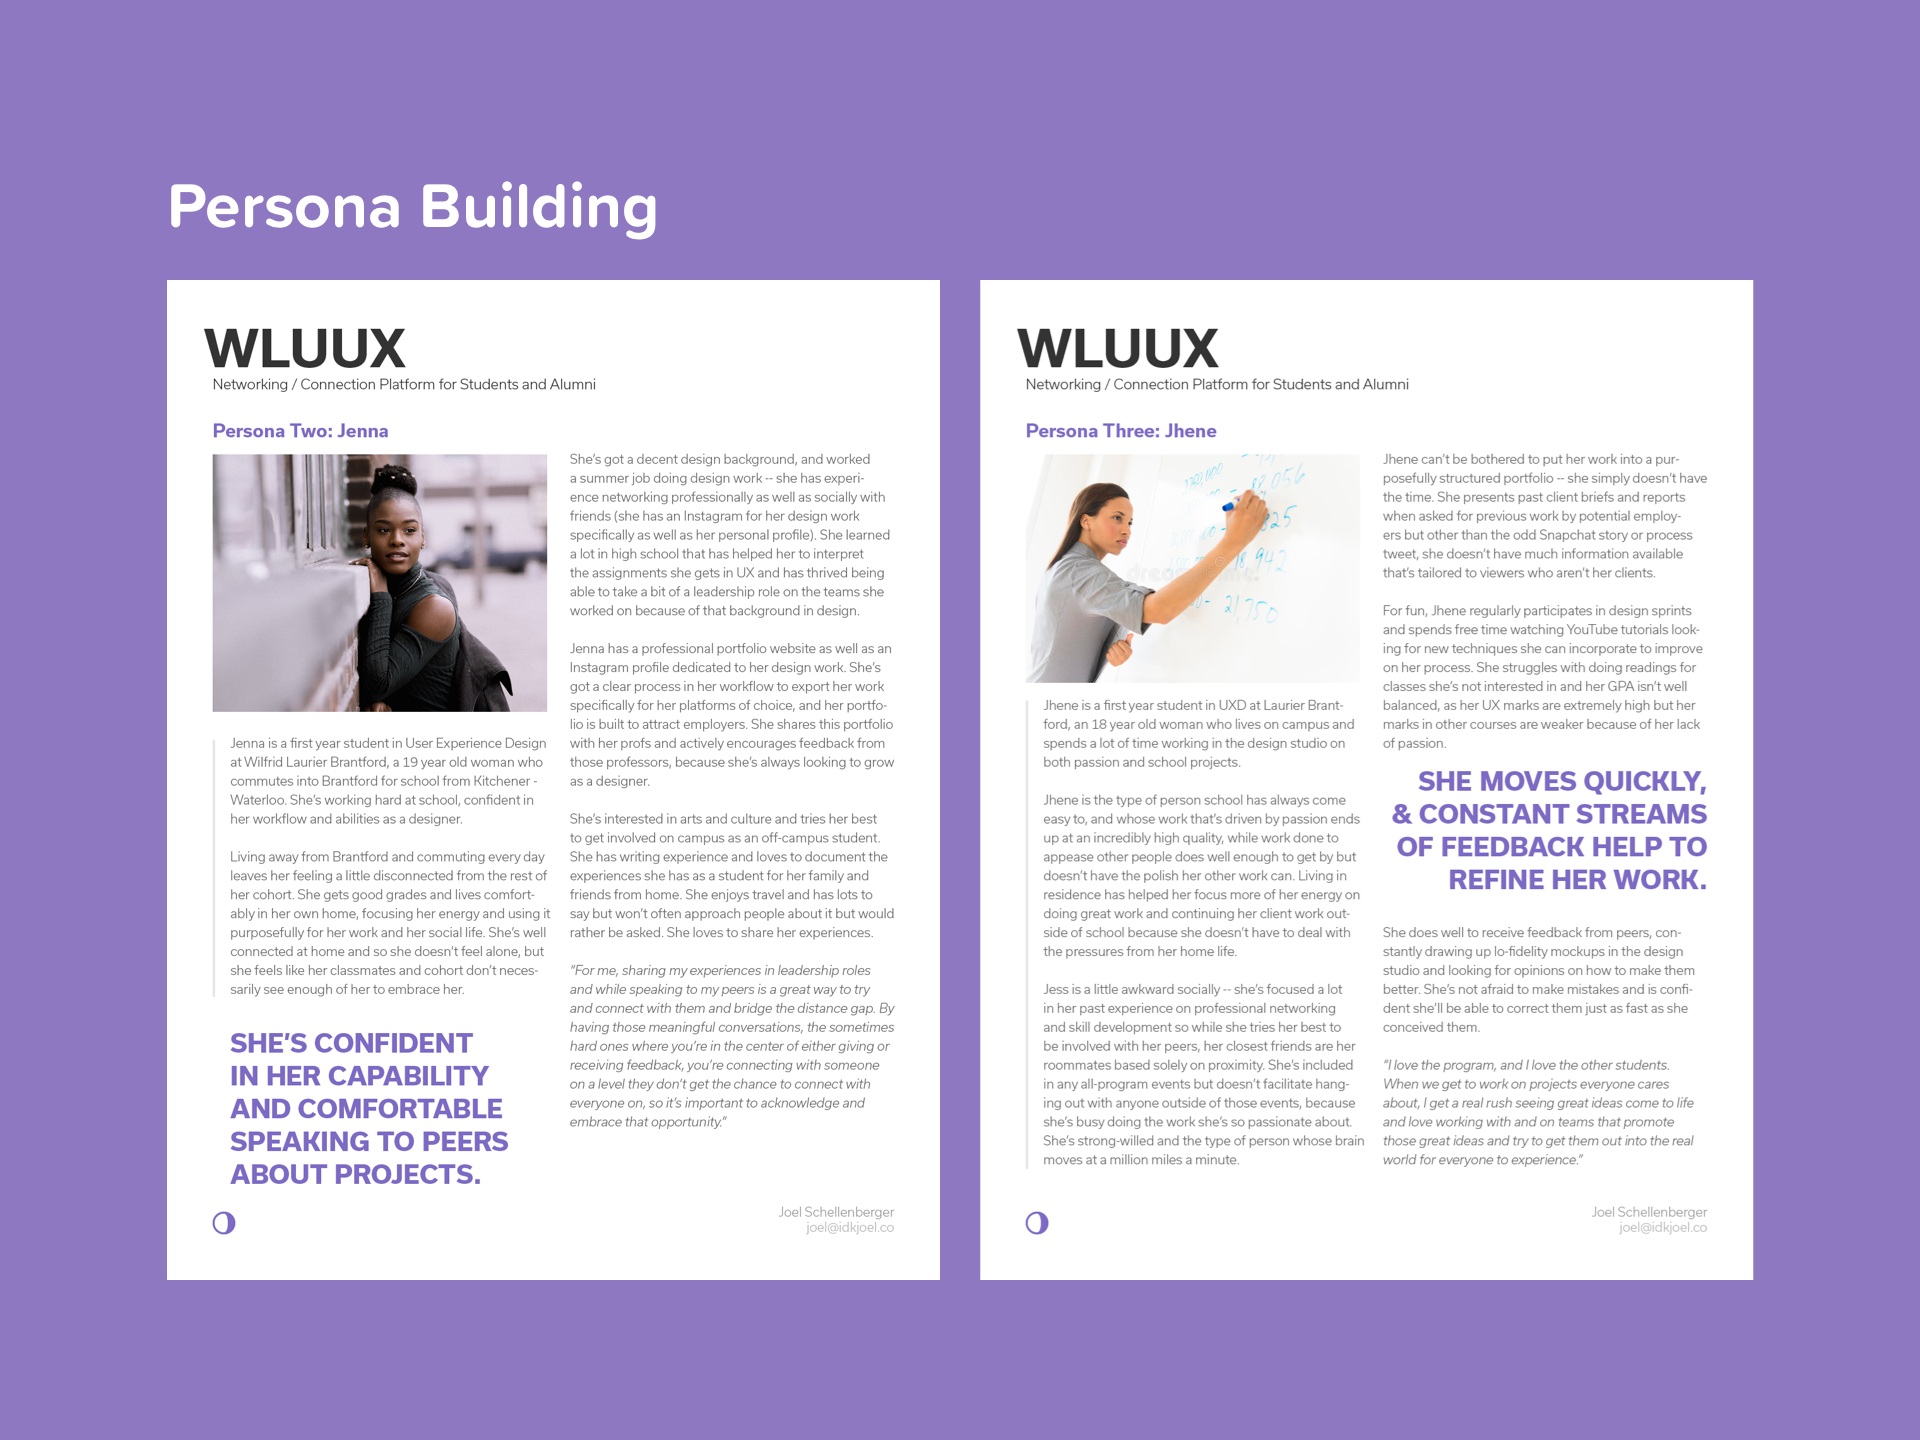 Persona Building
WLUUX
Networking / Connection Platform for Students and Alumni
Persona Two: Jenna
Jenna is a first year student in User Experience Design
at Wilfrid Laurier Brantford, a 19 year old woman who
commutes into Brantford for school from Kitchener -
Waterloo. She's working hard at school, confident in
her workflow and abilities as a designer.
Living away from Brantford and commuting every day
leaves her feeling a little disconnected from the rest of
her cohort. She gets good grades and lives comfort-
ably in her own home, focusing her energy and using it
purposefully for her work and her social life. She's well
connected at home and so she doesn't feel alone, but
she feels like her classmates and cohort don't neces-
sarily see enough of her to embrace her.
SHE'S CONFIDENT
IN HER CAPABILITY
AND COMFORTABLE
SPEAKING TO PEERS
ABOUT PROJECTS.
She's got a decent design background, and worked
a summer job doing design work -- she has experi-
ence networking professionally as well as socially with
friends (she has an Instagram for her design work
specifically as well as her personal profile). She learned
a lot in high school that has helped her to interpret
the assignments she gets in UX and has thrived being
able to take a bit of a leadership role on the teams she
worked on because of that background in design.
Jenna has a professional portfolio website as well as an
Instagram profile dedicated to her design work. She's
got a clear process in her workflow to export her work
specifically for her platforms of choice, and her portfo-
lio is built to attract employers. She shares this portfolio
with her profs and actively encourages feedback from
those professors, because she's always looking to grow
as a designer.
She's interested in arts and culture and tries her best
to get involved on campus as an off-campus student.
She has writing experience and loves to document the
experiences she has as a student for her family and
friends from home. She enjoys travel and has lots to
say but won't often approach people about it but would
rather be asked. She loves to share her experiences.
"For me, sharing my experiences in leadership roles
and while speaking to my peers is a great way to try
and connect with them and bridge the distance gap. By
having those meaningful conversations, the sometimes
hard ones where you're in the center of either giving or
receiving feedback, you're connecting with someone
on a level they don't get the chance to connect with
everyone on, so it's important to acknowledge and
embrace that opportunity."
Joel Schellenberger
joel@idkjoel.co
WLUUX
Networking / Connection Platform for Students and Alumni
Persona Three: Jhene
82,056
825
18,942
21,750
Jhene is a first year student in UXD at Laurier Brant-
ford, an 18 year old woman who lives on campus and
spends a lot of time working in the design studio on
both passion and school projects.
Jhene is the type of person school has always come
easy to, and whose work that's driven by passion ends
up at an incredibly high quality, while work done to
appease other people does well enough to get by but
doesn't have the polish her other work can. Living in
residence has helped her focus more of her energy on
doing great work and continuing her client work out-
side of school because she doesn't have to deal with
the pressures from her home life.
Jess is a little awkward socially -- she's focused a lot
in her past experience on professional networking
and skill development so while she tries her best to
be involved with her peers, her closest friends are her
roommates based solely on proximity. She's included
in any all-program events but doesn't facilitate hang-
ing out with anyone outside of those events, because
she's busy doing the work she's so passionate about.
She's strong-willed and the type of person whose brain
moves at a million miles a minute.
Jhene can't be bothered to put her work into a pur-
posefully structured portfolio -- she simply doesn't have
the time. She presents past client briefs and reports
when asked for previous work by potential employ-
ers but other than the odd Snapchat story or process
tweet, she doesn't have much information available
that's tailored to viewers who aren't her clients.
For fun, Jhene regularly participates in design sprints
and spends free time watching YouTube tutorials look-
ing for new techniques she can incorporate to improve
on her process. She struggles with doing readings for
classes she's not interested in and her GPA isn't well
balanced, as her UX marks are extremely high but her
marks in other courses are weaker because of her lack
of passion.
SHE MOVES QUICKLY,
& CONSTANT STREAMS
OF FEEDBACK HELP TO
REFINE HER WORK.
She does well to receive feedback from peers, con-
stantly drawing up lo-fidelity mockups in the design
studio and looking for opinions on how to make them
better. She's not afraid to make mistakes and is confi-
dent she'll be able to correct them just as fast as she
conceived them.
"I love the program, and I love the other students.
When we get to work on projects everyone cares
about, I get a real rush seeing great ideas come to life
and love working with and on teams that promote
those great ideas and try to get them out into the real
world for everyone to experience."
Joel Schellenberger
joel@idkjoel.co